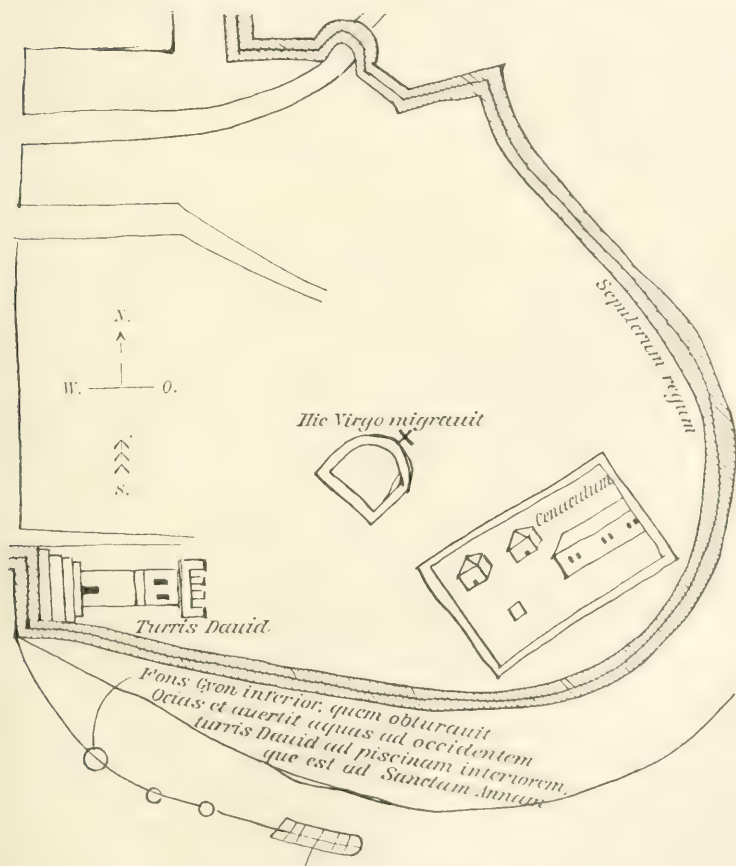 N.
W. O.
S.
Sepulcrum regum
Hic Virgo migrauit
Cenaculum
Turris Dauid
Fons Gyon inferior, quem obturauit
Ocias et auertit aquas ad occidentem
turris Dauid ad piscinam interiorem,
que est ad Sanctam Annam